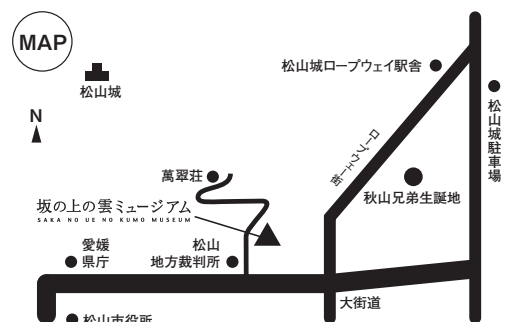 MAP
松山城
N
松山城ロープウェイ駅舎
松山城駐車場
ロープウェー街
萬翠荘
秋山兄弟生誕地
坂の上の雲ミュージアム
SAKA NO UE NO KUMO MUSEUM
愛媛
県庁
松山
地方裁判所
大街道
松山市役所